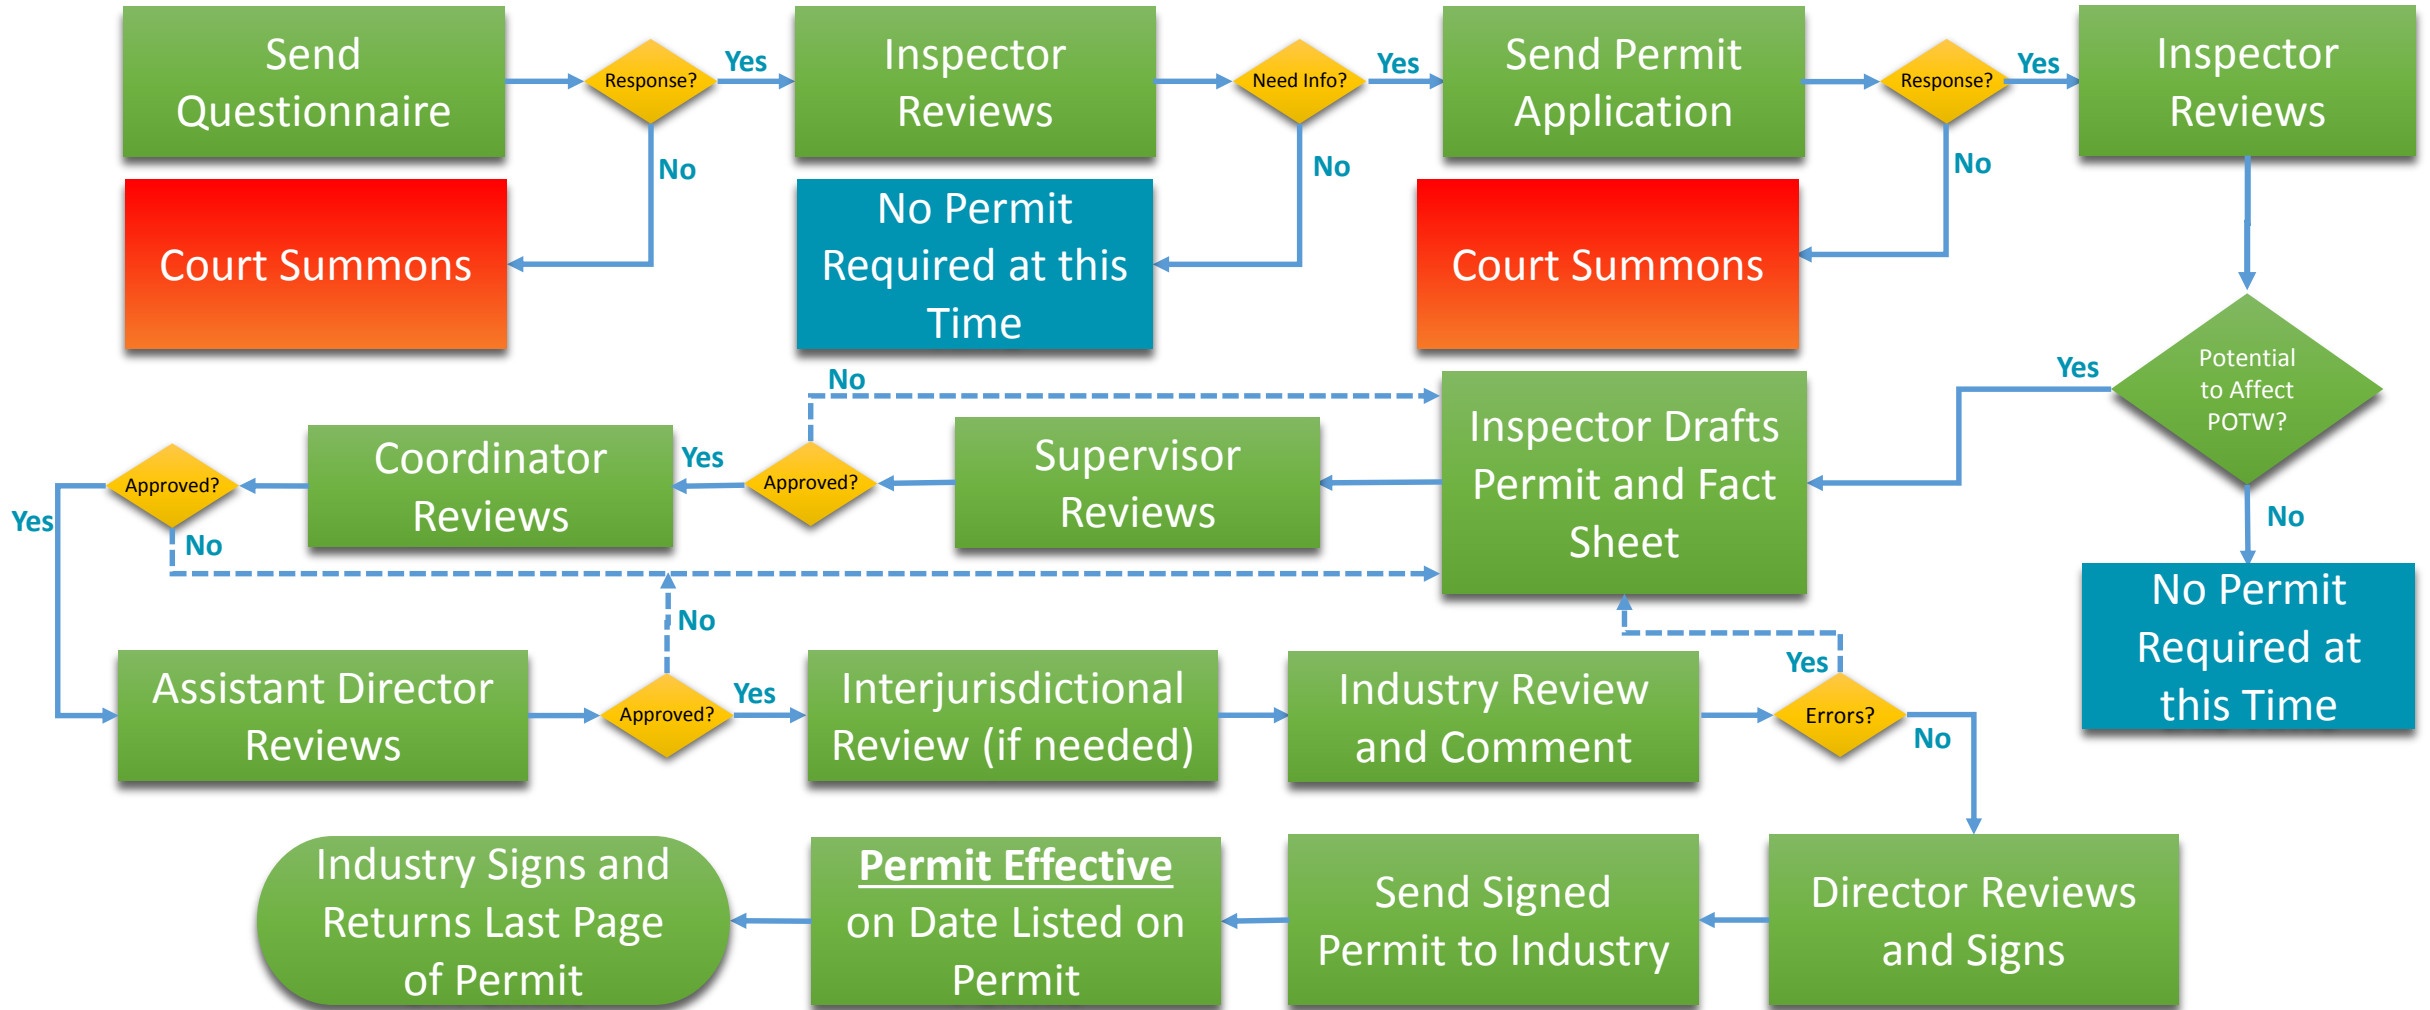 Send
Questionnaire
Response?
Yes
No
Court Summons
Inspector
Reviews
Need Info?
Yes
No
No Permit
Required at this
Time
Send Permit
Application
Response?
Yes
No
Court Summons
Inspector
Reviews
Potential
to Affect
POTW?
Yes
No
No Permit
Required at
this Time
Inspector Drafts
Permit and Fact
Sheet
Supervisor
Reviews
Approved?
No
Yes
Coordinator
Reviews
Approved?
Yes
No
Assistant Director
Reviews
Approved?
No
Yes
Interjurisdictional
Review (if needed)
Industry Review
and Comment
Errors?
Yes
No
Director Reviews
and Signs
Send Signed
Permit to Industry
Permit Effective
on Date Listed on
Permit
Industry Signs and
Returns Last Page
of Permit